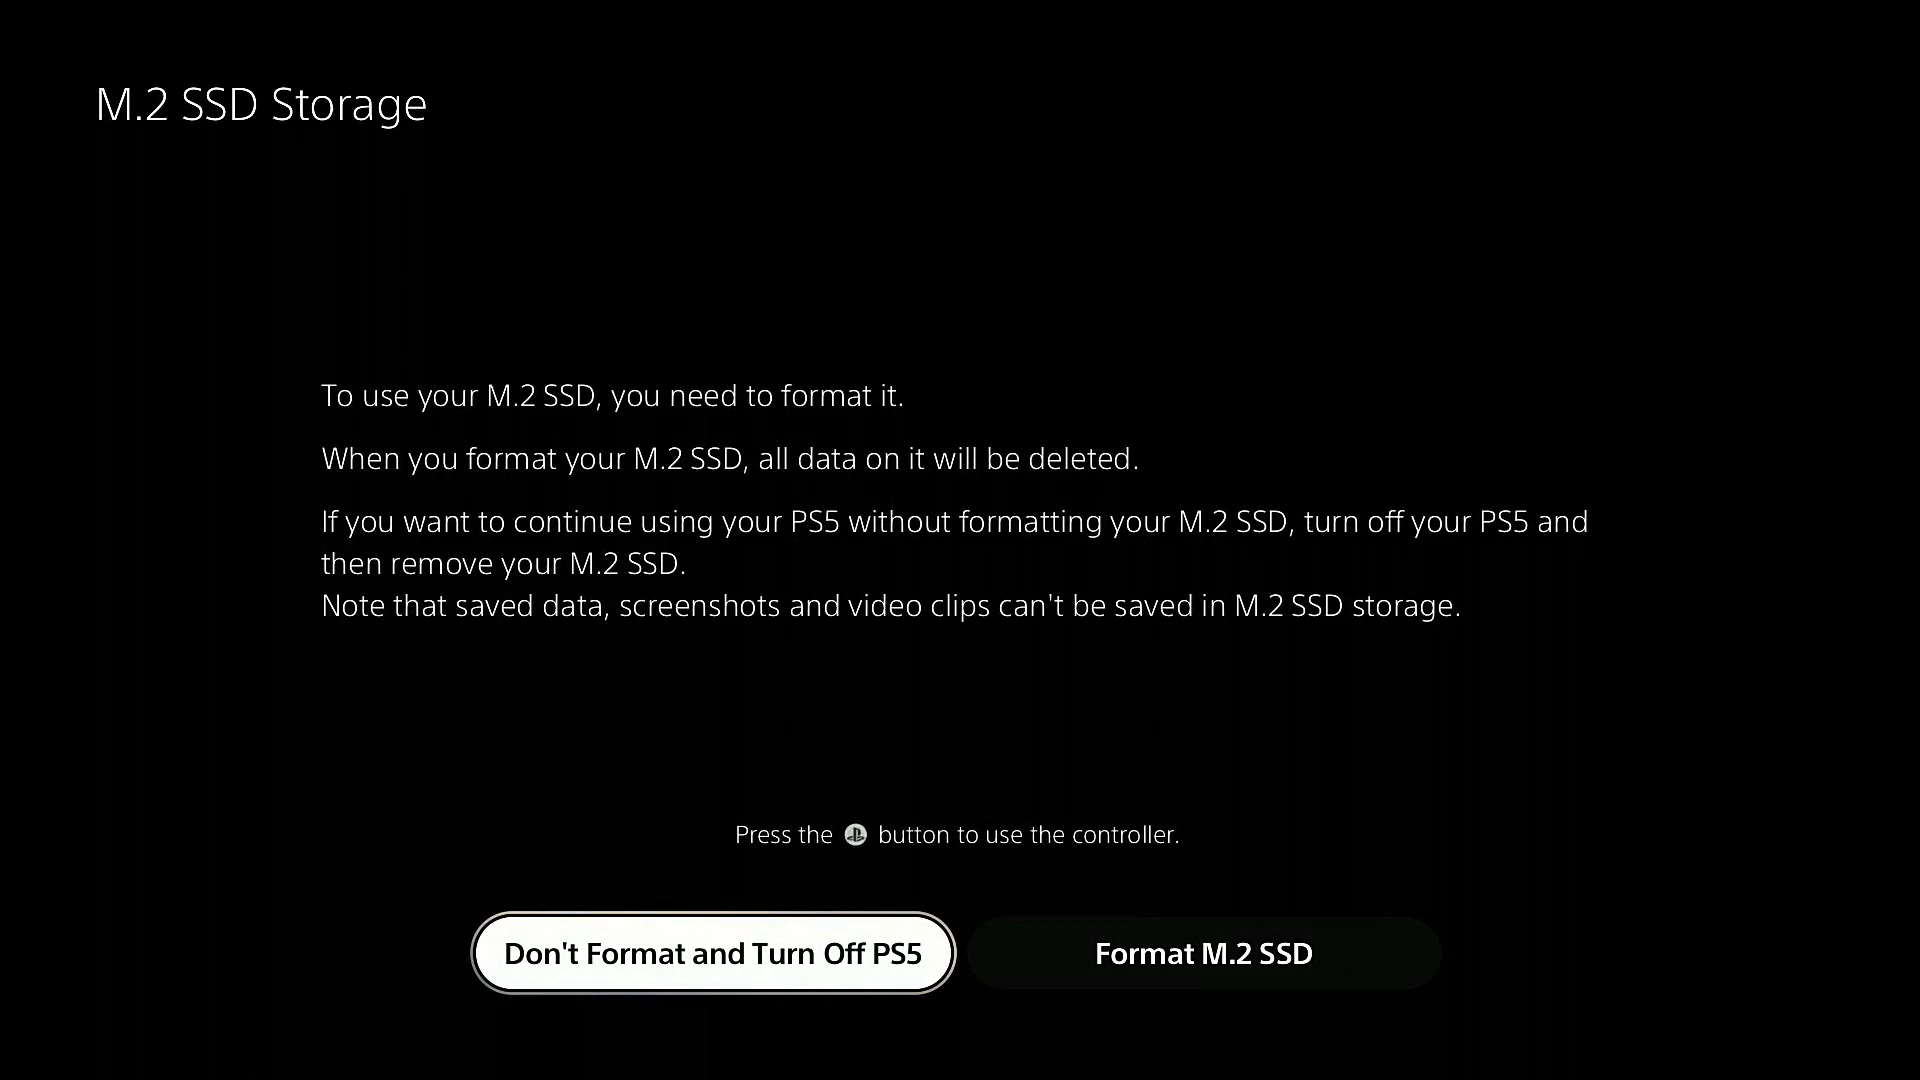 M.2 SSD Storage
To use your M.2 SSD, you need to format it.
When you format your M.2 SSD, all data on it will be deleted.
If you want to continue using your PS5 without formatting your M.2 SSD, turn off your PS5 and
then remove your M.2 SSD.
Note that saved data, screenshots and video clips can't be saved in M.2 SSD storage.
Press the button to use the controller.
Don't Format and Turn Off PS5
Format M.2 SSD